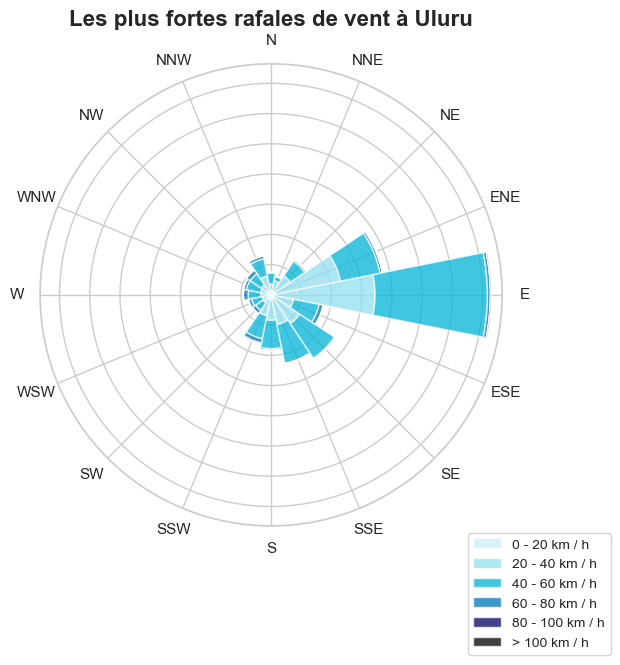 Les plus fortes rafales de vent à Uluru
N
NNW
NNE
NW
NE
WNW
ENE
W
E
WSW
ESE
SW
SE
SSW
SSE
S
0 - 20 km / h
20 - 40 km / h
40 - 60 km / h
60 - 80 km / h
80 - 100 km / h
> 100 km / h